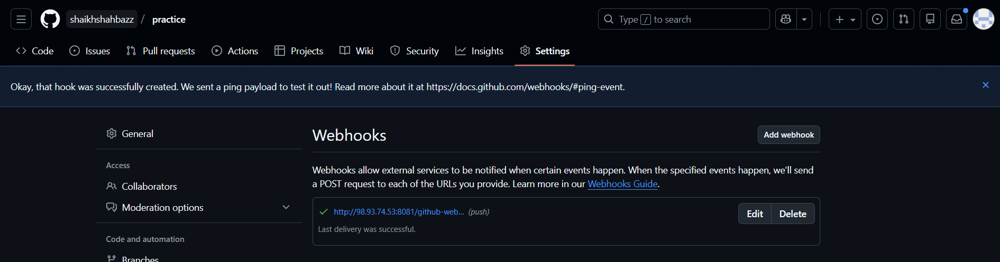 shaikhshahbazz / practice
Type / to search
Code Issues Pull requests Actions Projects Wiki Security Insights Settings
Okay, that hook was successfully created. We sent a ping payload to test it out! Read more about it at https://docs.github.com/webhooks/#ping-event.
General
Access
Collaborators
Moderation options
Code and automation
Branches
Webhooks
Add webhook
Webhooks allow external services to be notified when certain events happen. When the specified events happen, we'll send
a POST request to each of the URLs you provide. Learn more in our Webhooks Guide.
http://98.93.74.53:8081/github-web... (push)
Edit Delete
Last delivery was successful.